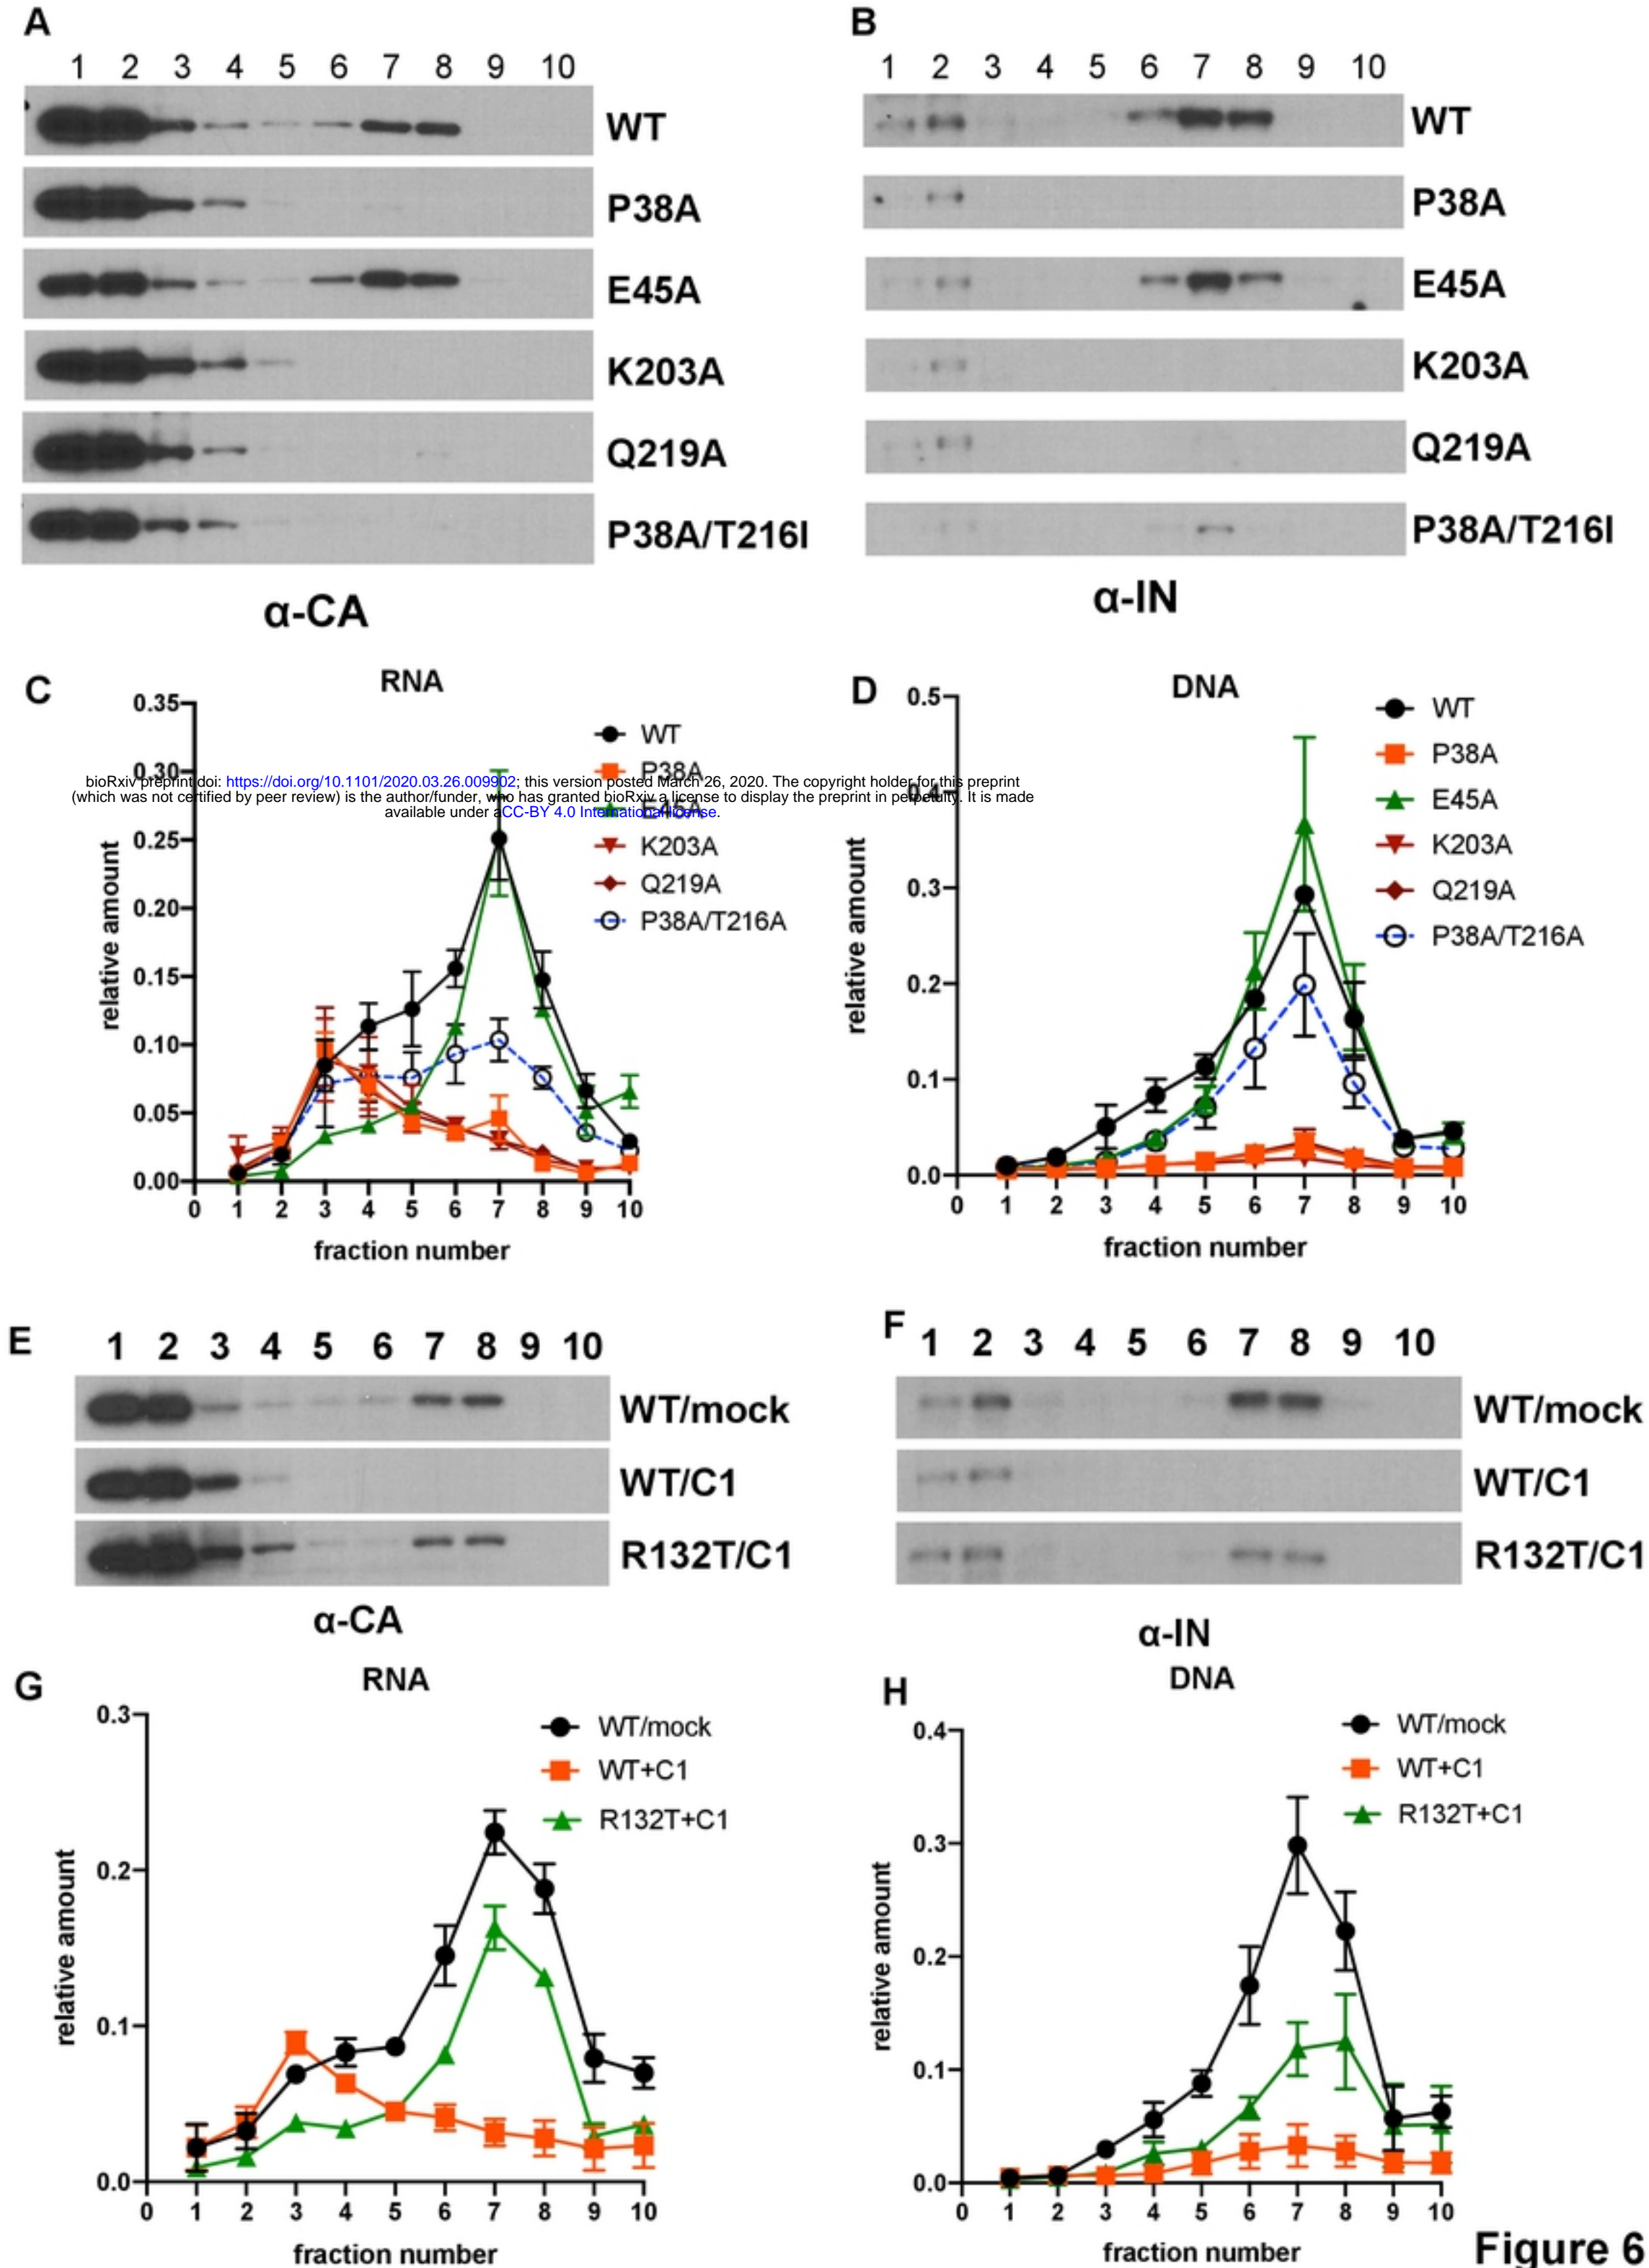 A
1 2 3 4 5 6 7 8 9 10
WT
P38A
E45A
K203A
Q219A
P38A/T216I
α-CA
B
1 2 3 4 5 6 7 8 9 10
WT
P38A
E45A
K203A
Q219A
P38A/T216I
α-IN
C
RNA
0.35
0.30
0.25
0.20
0.15
0.10
0.05
0.00
relative amount
0 1 2 3 4 5 6 7 8 9 10
fraction number
WT
P38A
E45A
K203A
Q219A
P38A/T216A
bioRxiv preprint doi: https://doi.org/10.1101/2020.03.26.009902; this version posted March 26, 2020. The copyright holder for this preprint
(which was not certified by peer review) is the author/funder, who has granted bioRxiv a license to display the preprint in perpetuity. It is made
available under aCC-BY 4.0 International license.
D
DNA
0.5
0.4
0.3
0.2
0.1
0.0
relative amount
0 1 2 3 4 5 6 7 8 9 10
fraction number
WT
P38A
E45A
K203A
Q219A
P38A/T216A
E
1 2 3 4 5 6 7 8 9 10
WT/mock
WT/C1
R132T/C1
α-CA
F
1 2 3 4 5 6 7 8 9 10
WT/mock
WT/C1
R132T/C1
α-IN
G
RNA
0.3
0.2
0.1
0.0
relative amount
0 1 2 3 4 5 6 7 8 9 10
fraction number
WT/mock
WT+C1
R132T+C1
H
DNA
0.4
0.3
0.2
0.1
0.0
relative amount
0 1 2 3 4 5 6 7 8 9 10
fraction number
WT/mock
WT+C1
R132T+C1
Figure 6